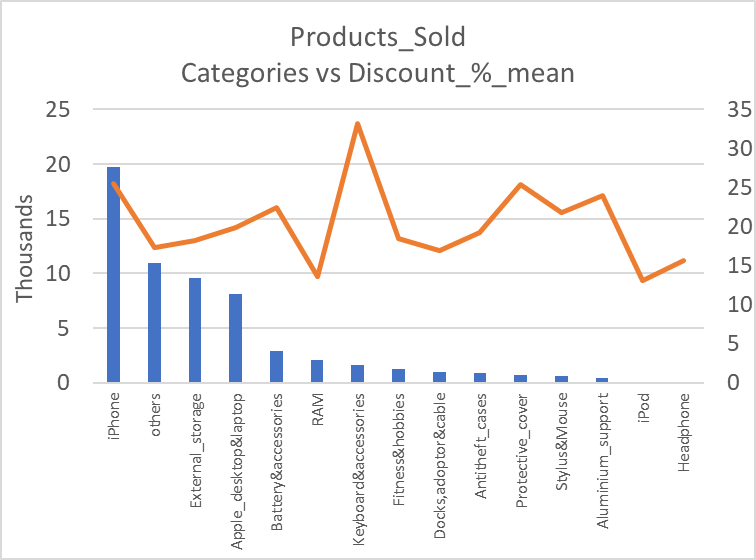 Products_Sold
Categories vs Discount_%_mean
25
20
15
10
5
0
Thousands
35
30
25
20
15
10
5
0
iPhone
others
External_storage
Apple_desktop&laptop
Battery&accessories
RAM
Keyboard&accessories
Fitness&hobbies
Docks,adoptor&cable
Antitheft_cases
Protective_cover
Stylus&Mouse
Aluminium_support
iPod
Headphone